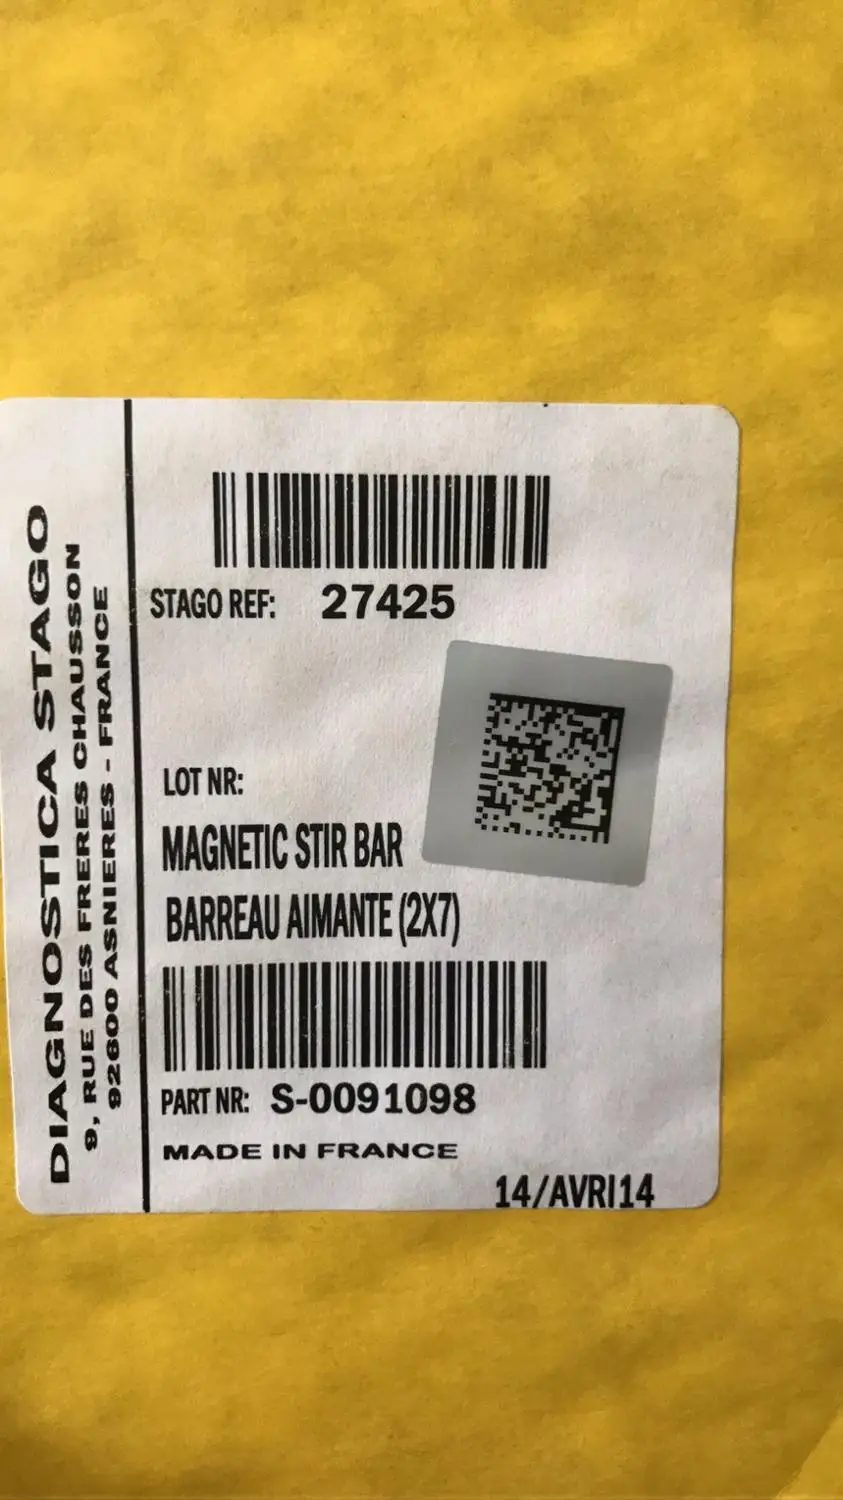 DIAGNOSTICA STAGO
9, RUE DES FRERES CHAUSSON
92600 ASNIERES - FRANCE
STAGO REF: 27425
LOT NR:
MAGNETIC STIR BAR
BARREAU AIMANTE (2X7)
PART NR: S-0091098
MADE IN FRANCE
14/AVRI14